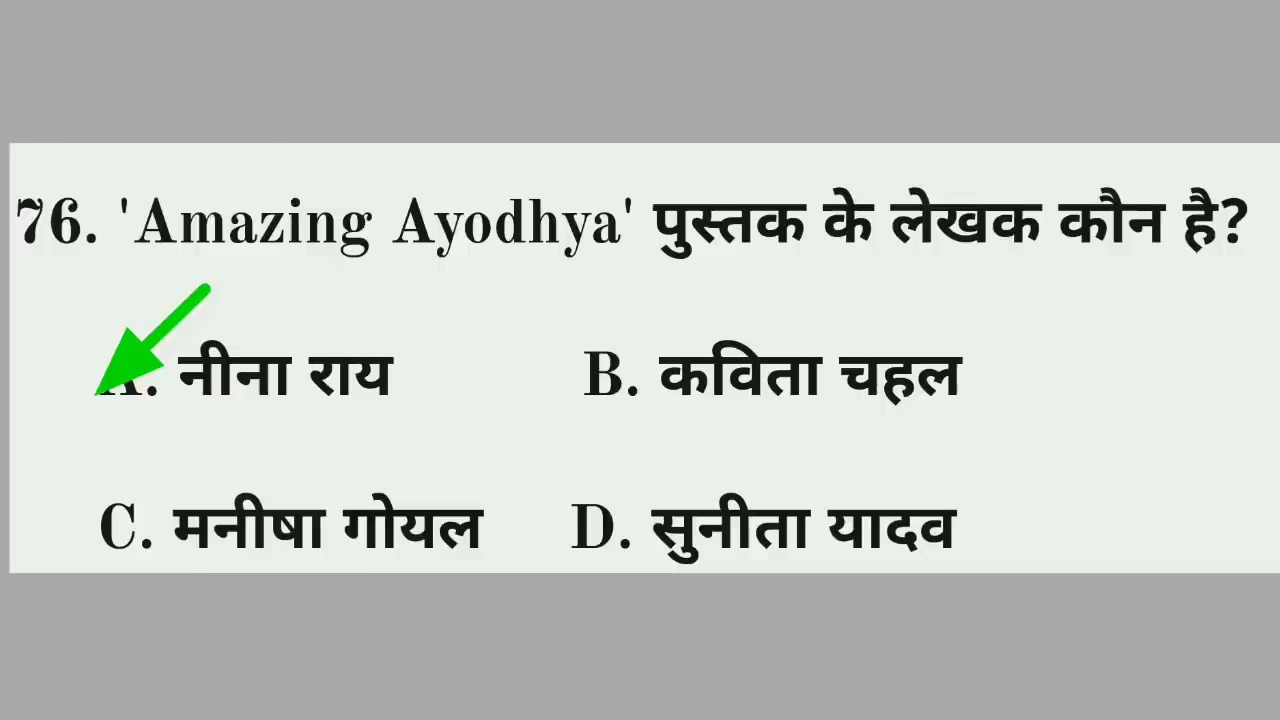 76. 'Amazing Ayodhya' पुस्तक के लेखक कौन है?
A. नीना राय B. कविता चहल
C. मनीषा गोयल D. सुनीता यादव